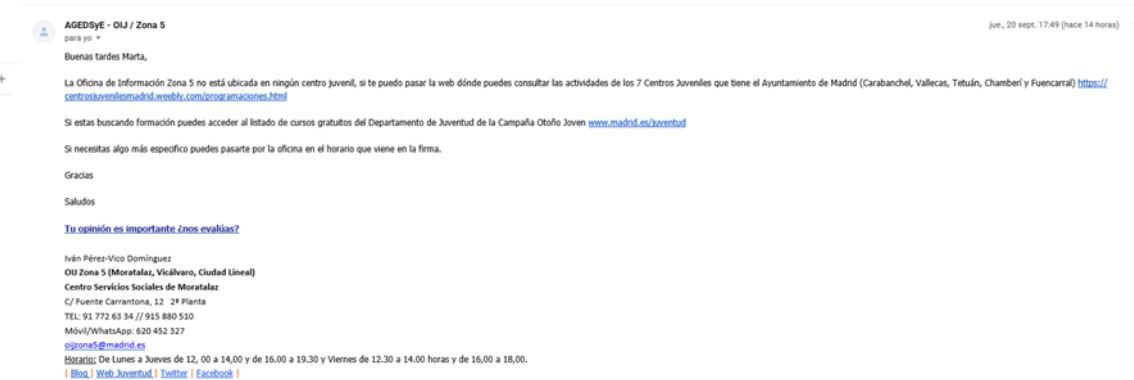 AGEDSyE - OIJ / Zona 5
jue., 20 sept. 17:49 (hace 14 horas)
para yo
Buenas tardes Marta,
La Oficina de Información Zona 5 no está ubicada en ningún centro juvenil, si te puedo pasar la web dónde puedes consultar las actividades de los 7 Centros Juveniles que tiene el Ayuntamiento de Madrid (Carabanchel, Vallecas, Tetuán, Chamberí y Fuencarral) https://
centrosjuvenilesmadrid.weebly.com/programaciones.html
Si estas buscando formación puedes acceder al listado de cursos gratuitos del Departamento de Juventud de la Campaña Otoño Joven www.madrid.es/juventud
Si necesitas algo más especifico puedes pasarte por la oficina en el horario que viene en la firma.
Gracias
Saludos
Tu opinión es importante ¿nos evalúas?
Iván Pérez-Vico Domínguez
OIJ Zona 5 (Moratalaz, Vicálvaro, Ciudad Lineal)
Centro Servicios Sociales de Moratalaz
C/ Fuente Carrantona, 12 2ª Planta
TEL: 91 772 63 34 // 915 880 510
Móvil/WhatsApp: 620 452 327
oijzona5@madrid.es
Horario: De Lunes a Jueves de 12, 00 a 14,00 y de 16.00 a 19.30 y Viernes de 12.30 a 14.00 horas y de 16,00 a 18,00.
| Blog | Web Juventud | Twitter | Facebook |